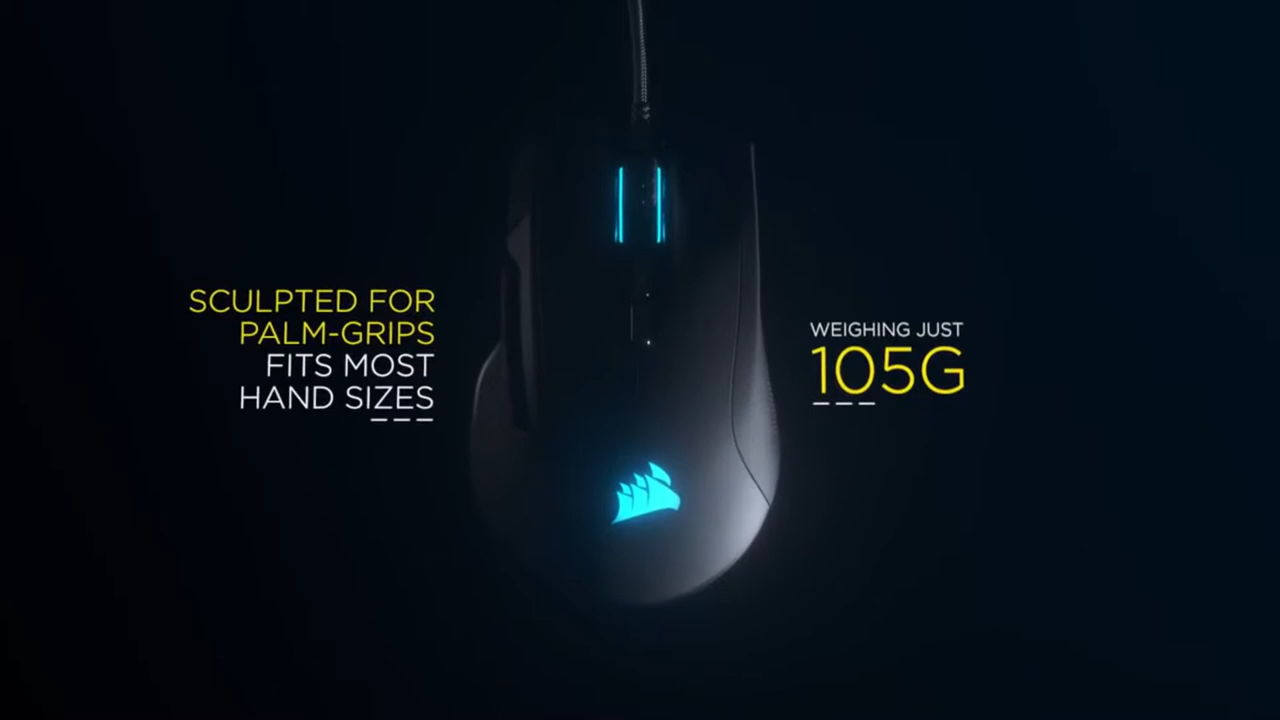 SCULPTED FOR
PALM-GRIPS
FITS MOST
HAND SIZES
WEIGHING JUST
105G